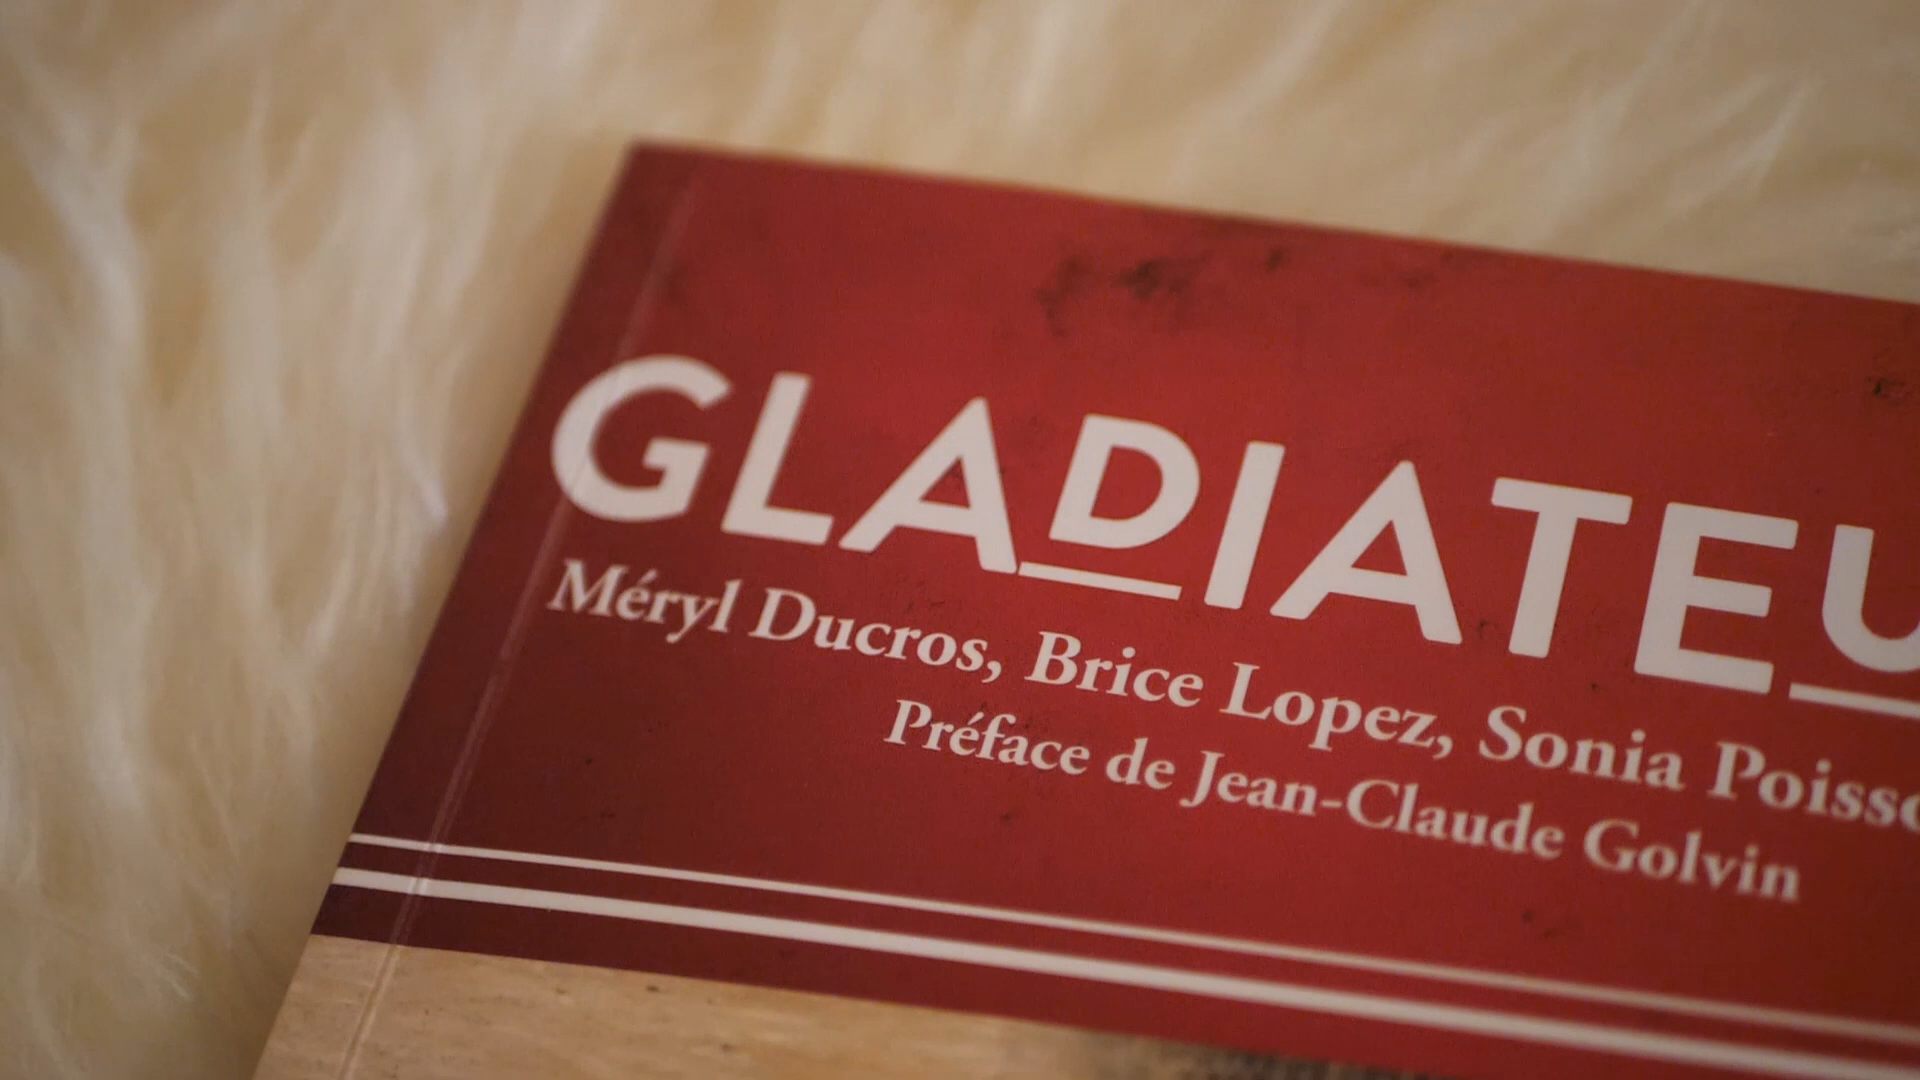 GLADIATEU
Méryl Ducros, Brice Lopez, Sonia Poisso
Préface de Jean-Claude Golvin